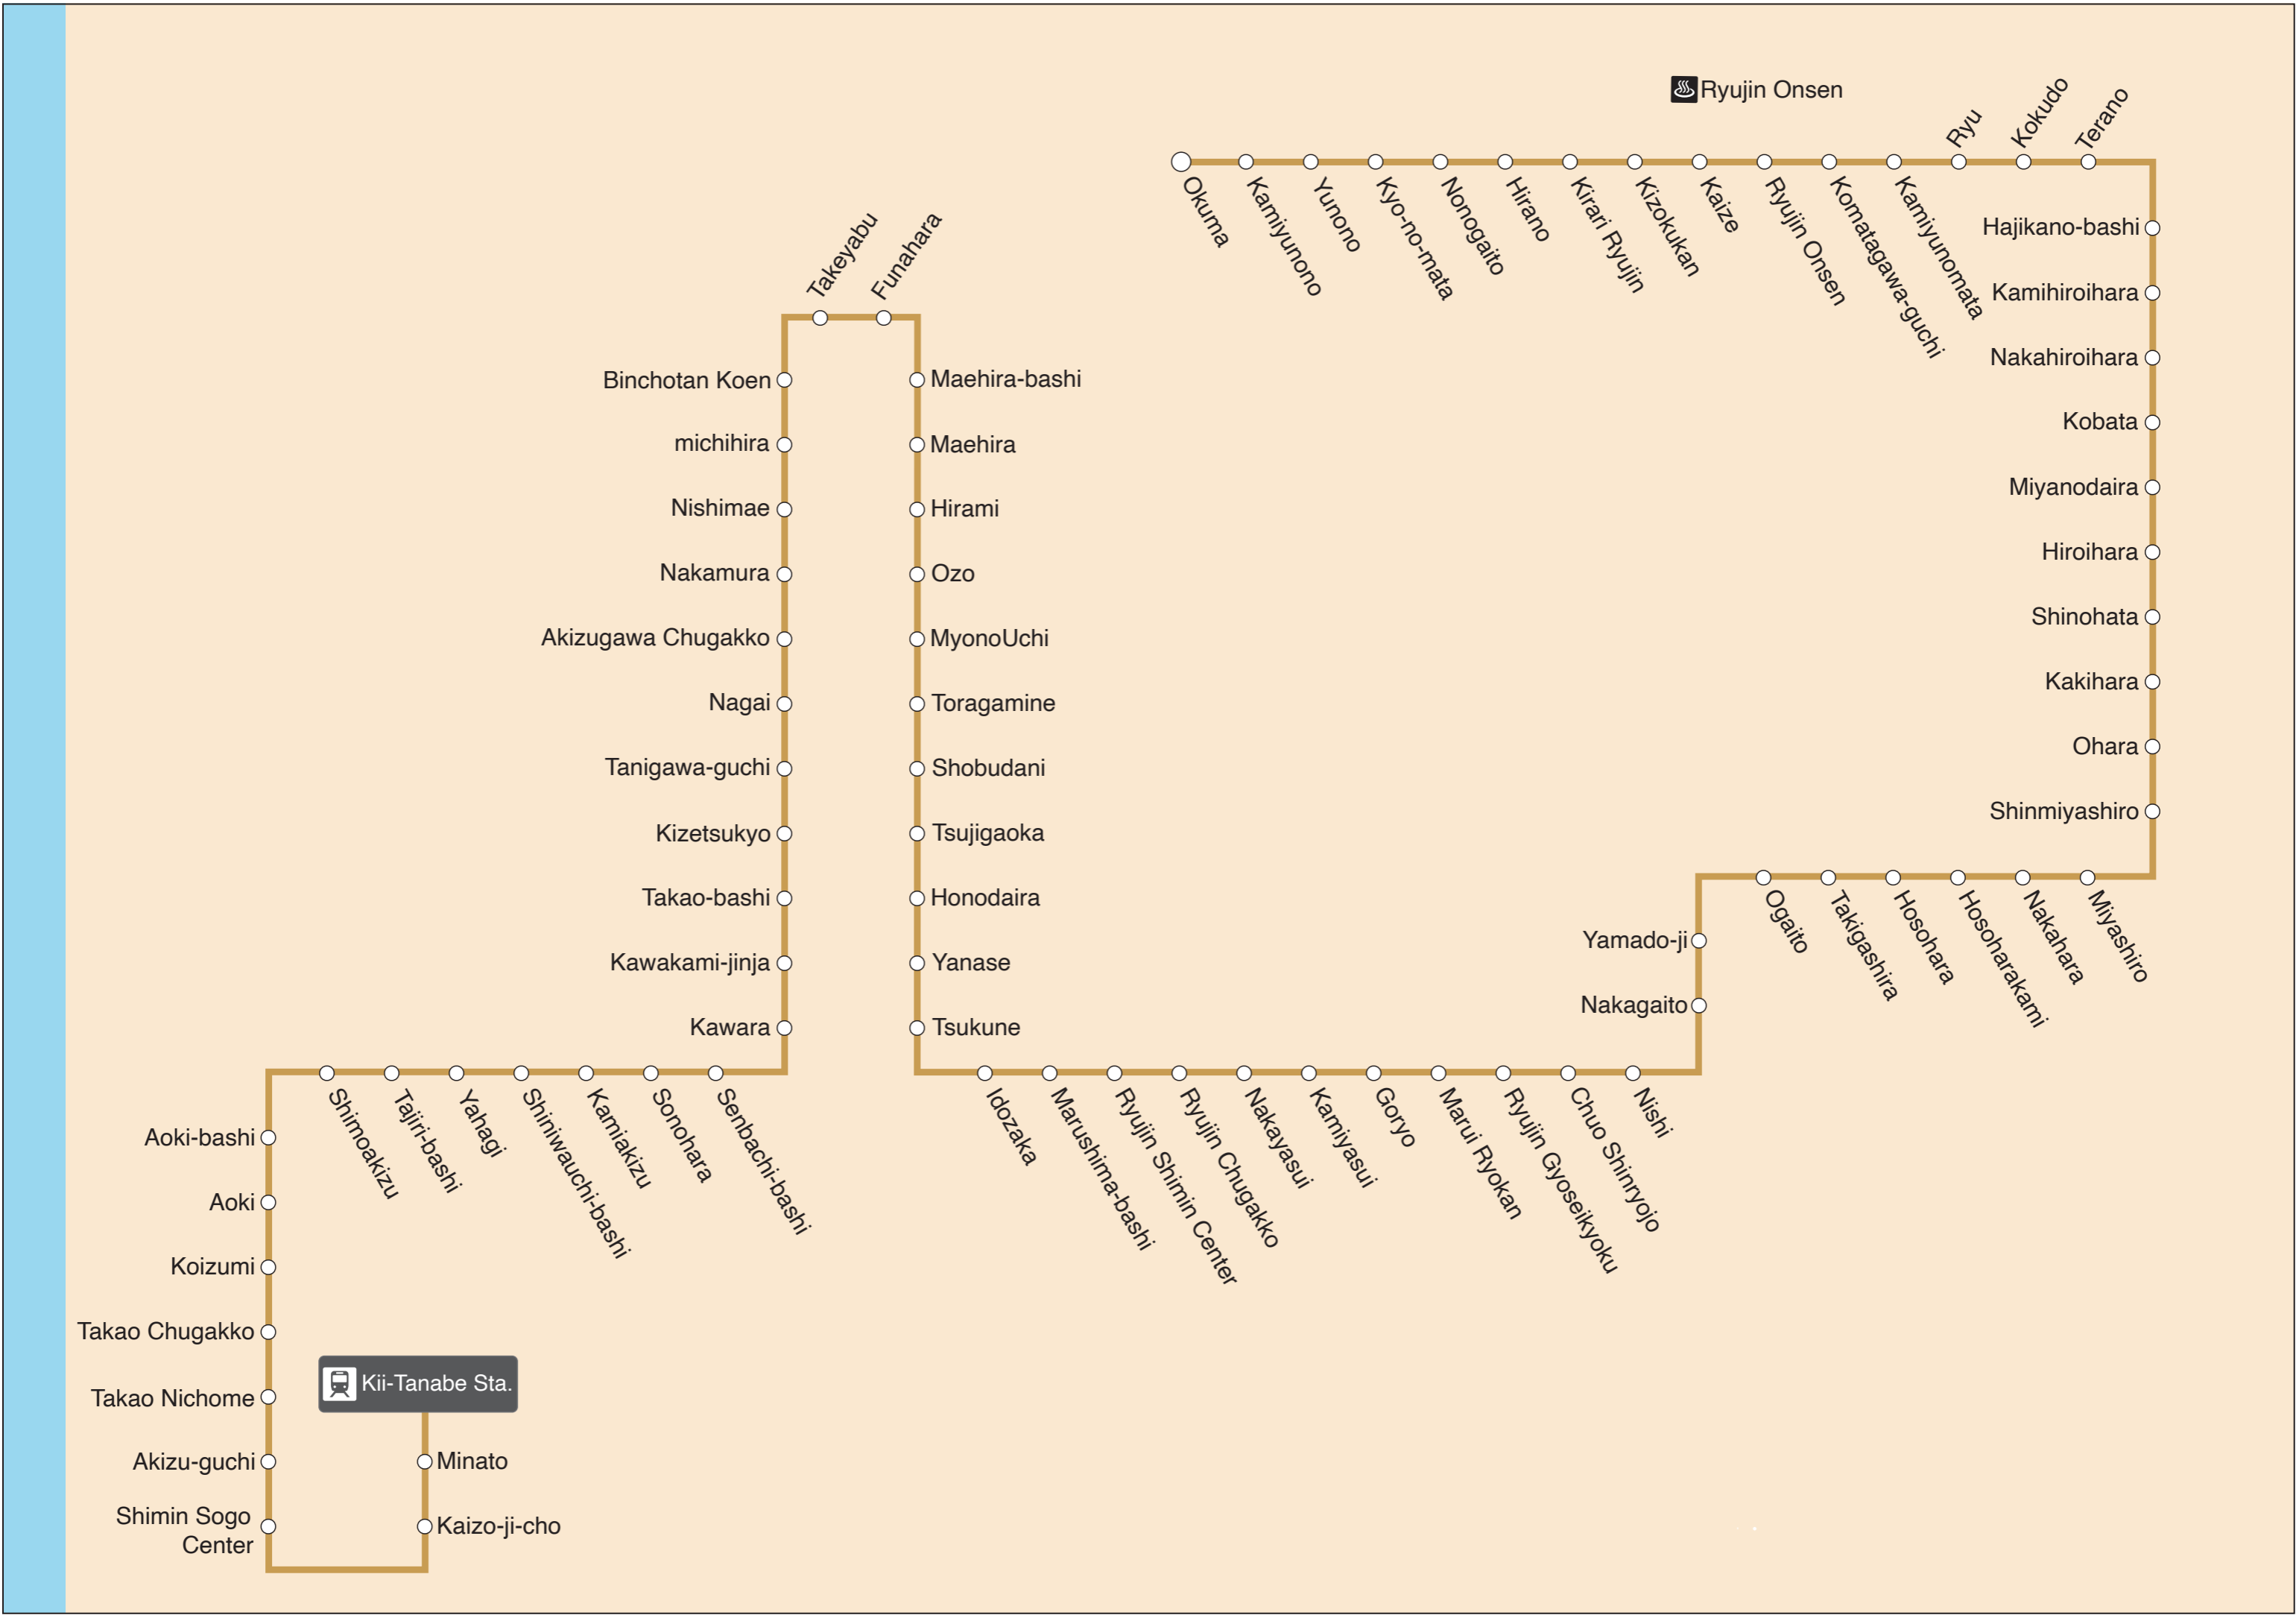 Ryujin Onsen
Ryu
Kokudo
Terano
Okuma
Kamiyunono
Yunono
Kyo-no-mata
Nonogaito
Hirano
Kirari Ryujin
Kizokukan
Kaize
Ryujin Onsen
Komatagawa-guchi
Kamiyunomata
Hajikano-bashi
Kamihiroihara
Nakahiroihara
Kobata
Miyanodaira
Hiroihara
Shinohata
Kakihara
Ohara
Shinmiyashiro
Takeyabu
Funahara
Binchotan Koen
michihira
Nishimae
Nakamura
Akizugawa Chugakko
Nagai
Tanigawa-guchi
Kizetsukyo
Takao-bashi
Kawakami-jinja
Kawara
Maehira-bashi
Maehira
Hirami
Ozo
MyonoUchi
Toragamine
Shobudani
Tsujigaoka
Honodaira
Yanase
Tsukune
Ogaito
Takigashira
Hosohara
Hosoharakami
Nakahara
Miyashiro
Yamado-ji
Nakagaito
Idozaka
Marushima-bashi
Ryujin Shimin Center
Ryujin Chugakko
Nakayasui
Kamiyasui
Goryo
Marui Ryokan
Ryujin Gyoseikyoku
Chuo Shinryojo
Nishi
Shimoakizu
Tajiri-bashi
Yahagi
Shiniwauchi-bashi
Kamiakizu
Sonohara
Senbachi-bashi
Aoki-bashi
Aoki
Koizumi
Takao Chugakko
Takao Nichome
Akizu-guchi
Shimin Sogo
Center
Kii-Tanabe Sta.
Minato
Kaizo-ji-cho